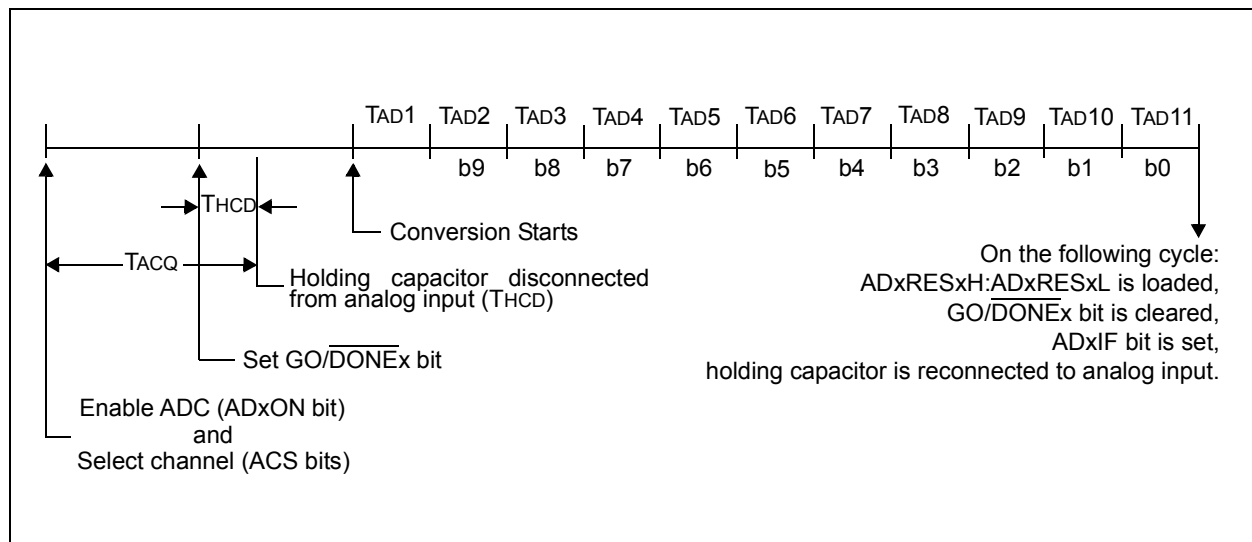 TAD1 TAD2 TAD3 TAD4 TAD5 TAD6 TAD7 TAD8 TAD9 TAD10 TAD11
b9 b8 b7 b6 b5 b4 b3 b2 b1 b0
THCD
Conversion Starts
TACQ
Holding capacitor disconnected
from analog input (THCD)
Set GO/DONEx bit
Enable ADC (ADxON bit)
and
Select channel (ACS bits)
On the following cycle:
ADxRESxH:ADxRESxL is loaded,
GO/DONEx bit is cleared,
ADxIF bit is set,
holding capacitor is reconnected to analog input.